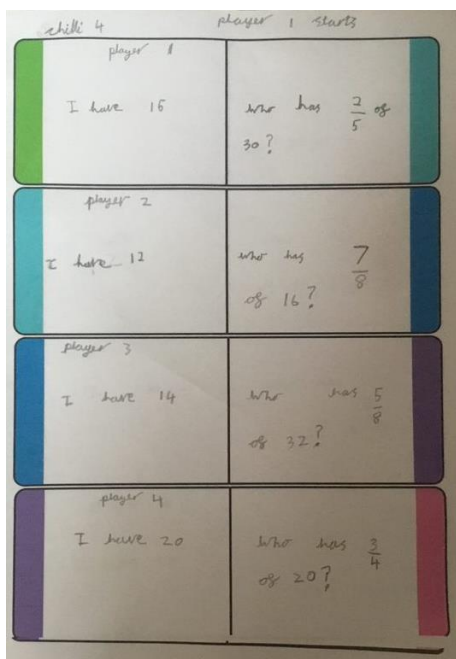 chilli 4 player 1 starts
player 1
I have 16
who has 2/5 of
30?
player 2
I have 12
who has 7/8
of 16?
player 3
I have 14
who has 5/8
of 32?
player 4
I have 20
who has 3/4
of 20?